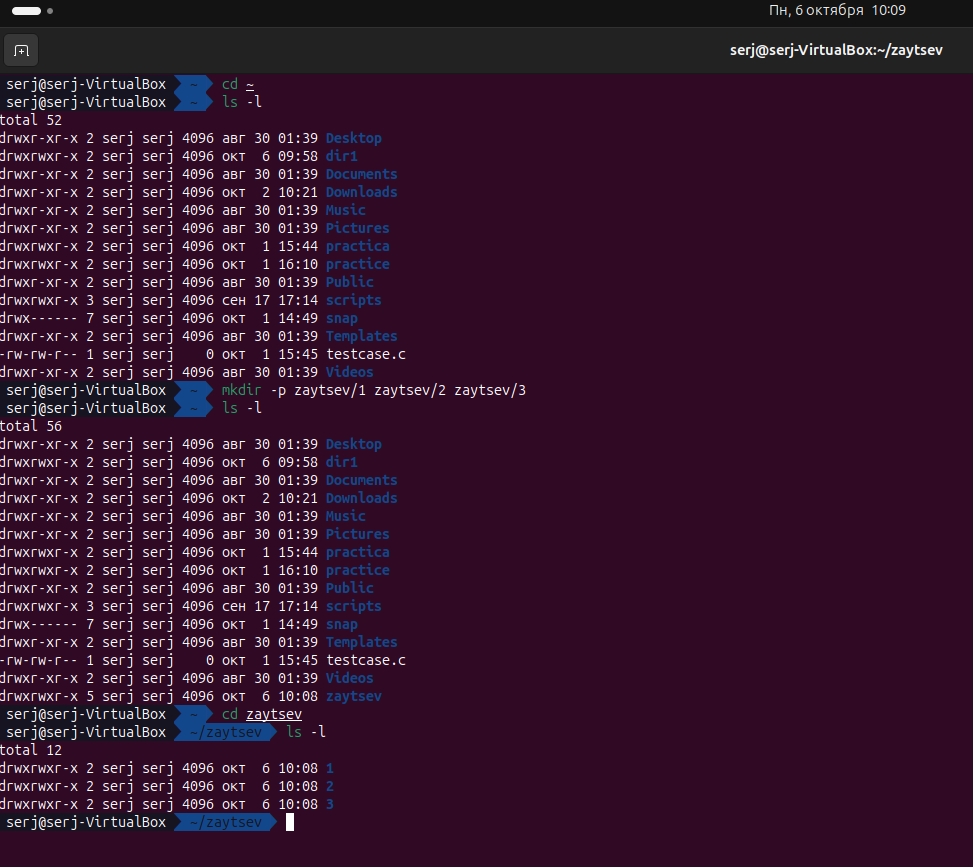 Пн, 6 октября 10:09
serj@serj-VirtualBox:~/zaytsev
serj@serj-VirtualBox ~ cd ~
serj@serj-VirtualBox ~ ls -l
total 52
drwxr-xr-x 2 serj serj 4096 авг 30 01:39 Desktop
drwxrwxr-x 2 serj serj 4096 окт  6 09:58 dir1
drwxr-xr-x 2 serj serj 4096 авг 30 01:39 Documents
drwxr-xr-x 2 serj serj 4096 окт  2 10:21 Downloads
drwxr-xr-x 2 serj serj 4096 авг 30 01:39 Music
drwxr-xr-x 2 serj serj 4096 авг 30 01:39 Pictures
drwxrwxr-x 2 serj serj 4096 окт  1 15:44 practica
drwxrwxr-x 2 serj serj 4096 окт  1 16:10 practice
drwxr-xr-x 2 serj serj 4096 авг 30 01:39 Public
drwxrwxr-x 3 serj serj 4096 сен 17 17:14 scripts
drwx------ 7 serj serj 4096 окт  1 14:49 snap
drwxr-xr-x 2 serj serj 4096 авг 30 01:39 Templates
-rw-rw-r-- 1 serj serj    0 окт  1 15:45 testcase.c
drwxr-xr-x 2 serj serj 4096 авг 30 01:39 Videos
serj@serj-VirtualBox ~ mkdir -p zaytsev/1 zaytsev/2 zaytsev/3
serj@serj-VirtualBox ~ ls -l
total 56
drwxr-xr-x 2 serj serj 4096 авг 30 01:39 Desktop
drwxrwxr-x 2 serj serj 4096 окт  6 09:58 dir1
drwxr-xr-x 2 serj serj 4096 авг 30 01:39 Documents
drwxr-xr-x 2 serj serj 4096 окт  2 10:21 Downloads
drwxr-xr-x 2 serj serj 4096 авг 30 01:39 Music
drwxr-xr-x 2 serj serj 4096 авг 30 01:39 Pictures
drwxrwxr-x 2 serj serj 4096 окт  1 15:44 practica
drwxrwxr-x 2 serj serj 4096 окт  1 16:10 practice
drwxr-xr-x 2 serj serj 4096 авг 30 01:39 Public
drwxrwxr-x 3 serj serj 4096 сен 17 17:14 scripts
drwx------ 7 serj serj 4096 окт  1 14:49 snap
drwxr-xr-x 2 serj serj 4096 авг 30 01:39 Templates
-rw-rw-r-- 1 serj serj    0 окт  1 15:45 testcase.c
drwxr-xr-x 2 serj serj 4096 авг 30 01:39 Videos
drwxrwxr-x 5 serj serj 4096 окт  6 10:08 zaytsev
serj@serj-VirtualBox ~ cd zaytsev
serj@serj-VirtualBox ~/zaytsev ls -l
total 12
drwxrwxr-x 2 serj serj 4096 окт  6 10:08 1
drwxrwxr-x 2 serj serj 4096 окт  6 10:08 2
drwxrwxr-x 2 serj serj 4096 окт  6 10:08 3
serj@serj-VirtualBox ~/zaytsev